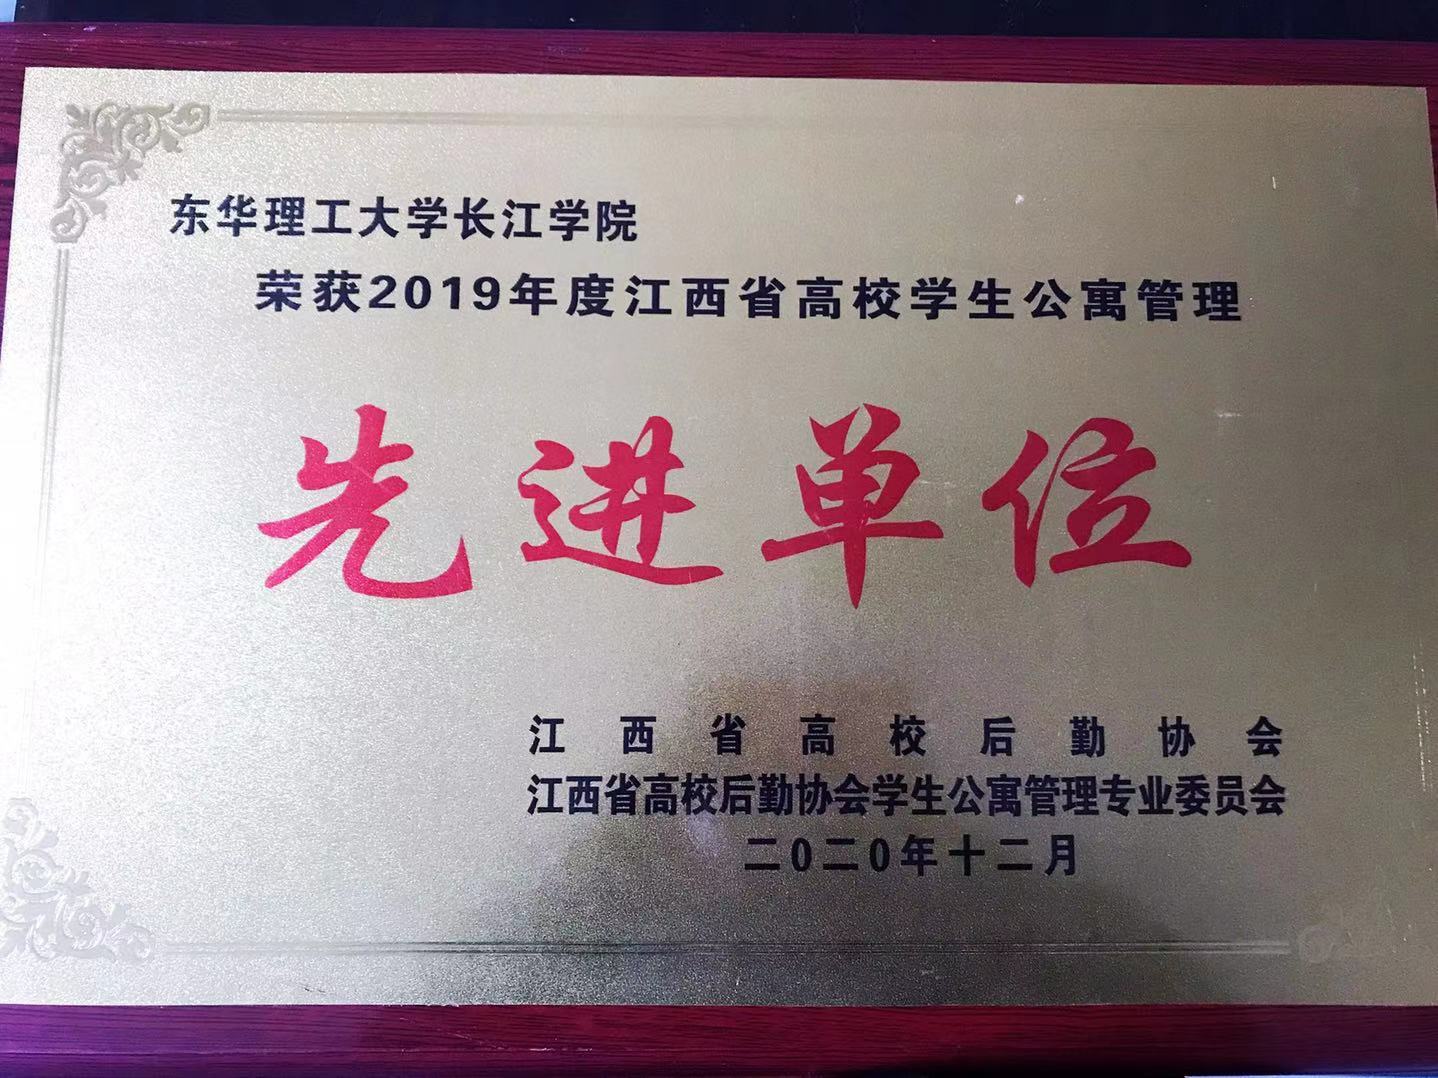 东华理工大学长江学院
荣获2019年度江西省高校学生公寓管理
先进单位
江西省高校后勤协会
江西省高校后勤协会学生公寓管理专业委员会
二0二0年十二月